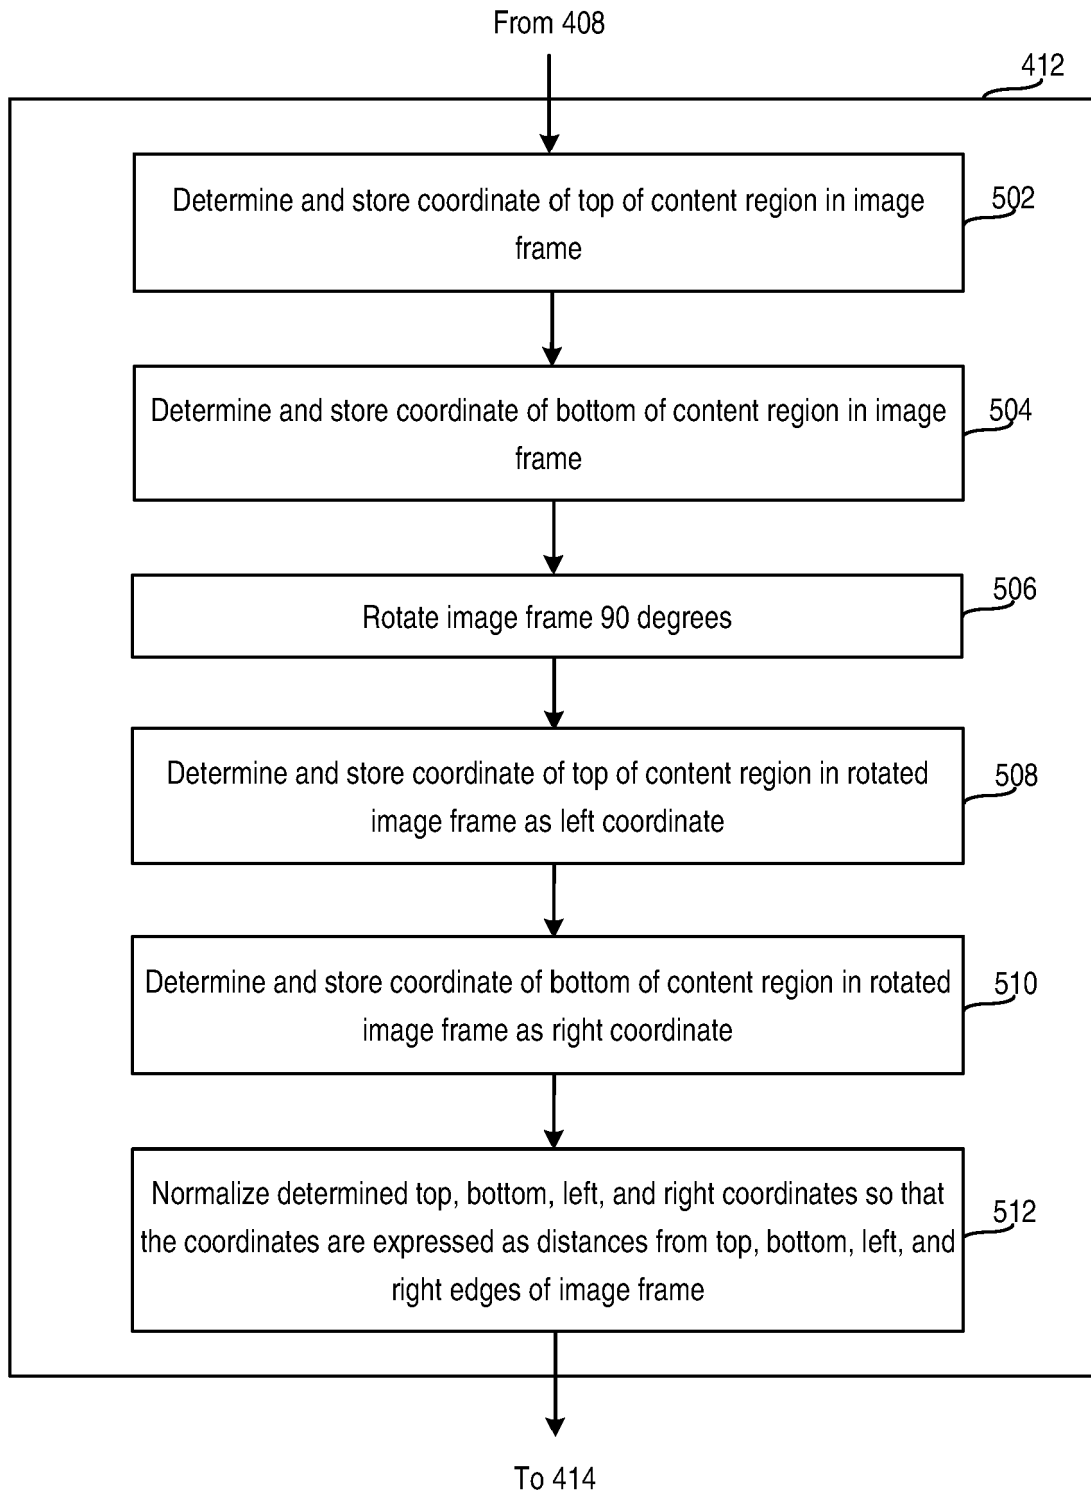 From 408
412
Determine and store coordinate of top of content region in image
frame
502
Determine and store coordinate of bottom of content region in image
frame
504
Rotate image frame 90 degrees
506
Determine and store coordinate of top of content region in rotated
image frame as left coordinate
508
Determine and store coordinate of bottom of content region in rotated
image frame as right coordinate
510
Normalize determined top, bottom, left, and right coordinates so that
the coordinates are expressed as distances from top, bottom, left, and
right edges of image frame
512
To 414